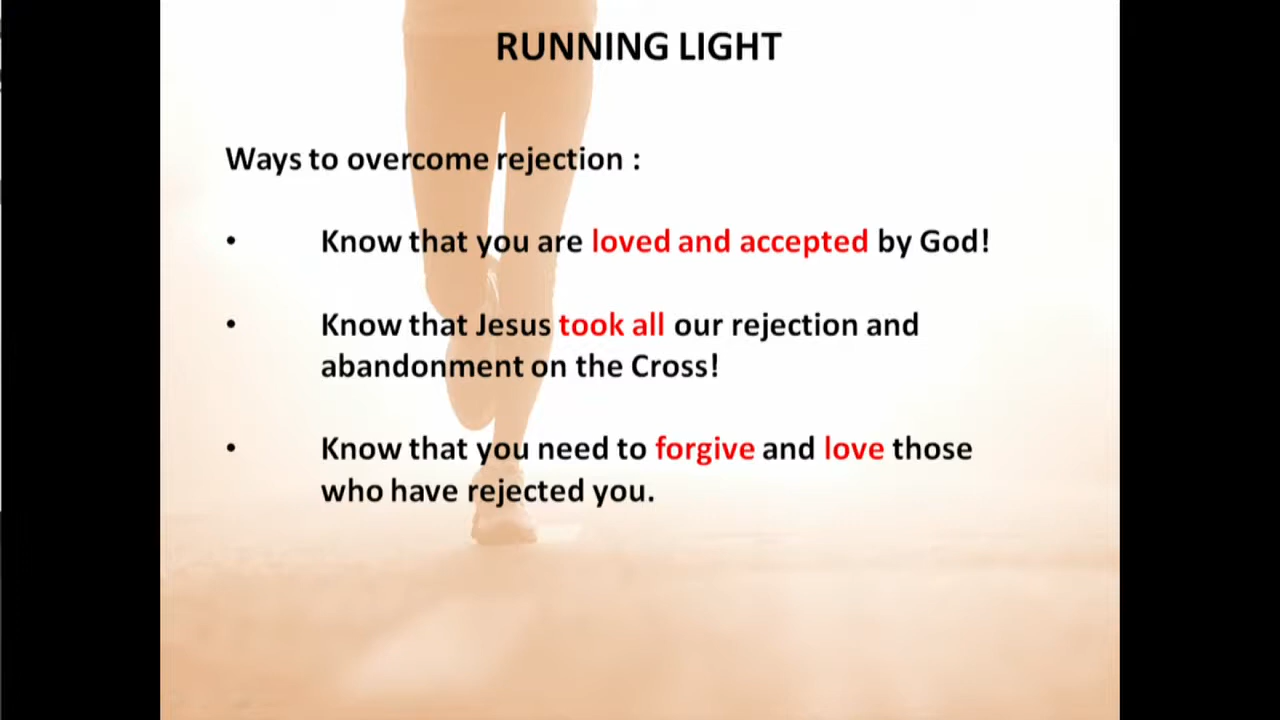 RUNNING LIGHT
Ways to overcome rejection :
• Know that you are loved and accepted by God!
• Know that Jesus took all our rejection and
abandonment on the Cross!
• Know that you need to forgive and love those
who have rejected you.